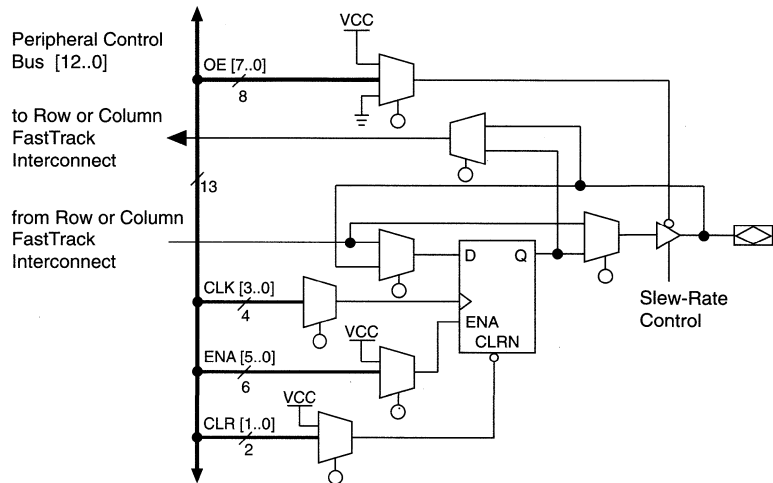 VCC
Peripheral Control
Bus [12..0]
OE [7..0]
8
to Row or Column
FastTrack
Interconnect
13
from Row or Column
FastTrack
Interconnect
D
Q
CLK [3..0]
4
ENA
CLRN
Slew-Rate
Control
VCC
ENA [5..0]
6
VCC
CLR [1..0]
2